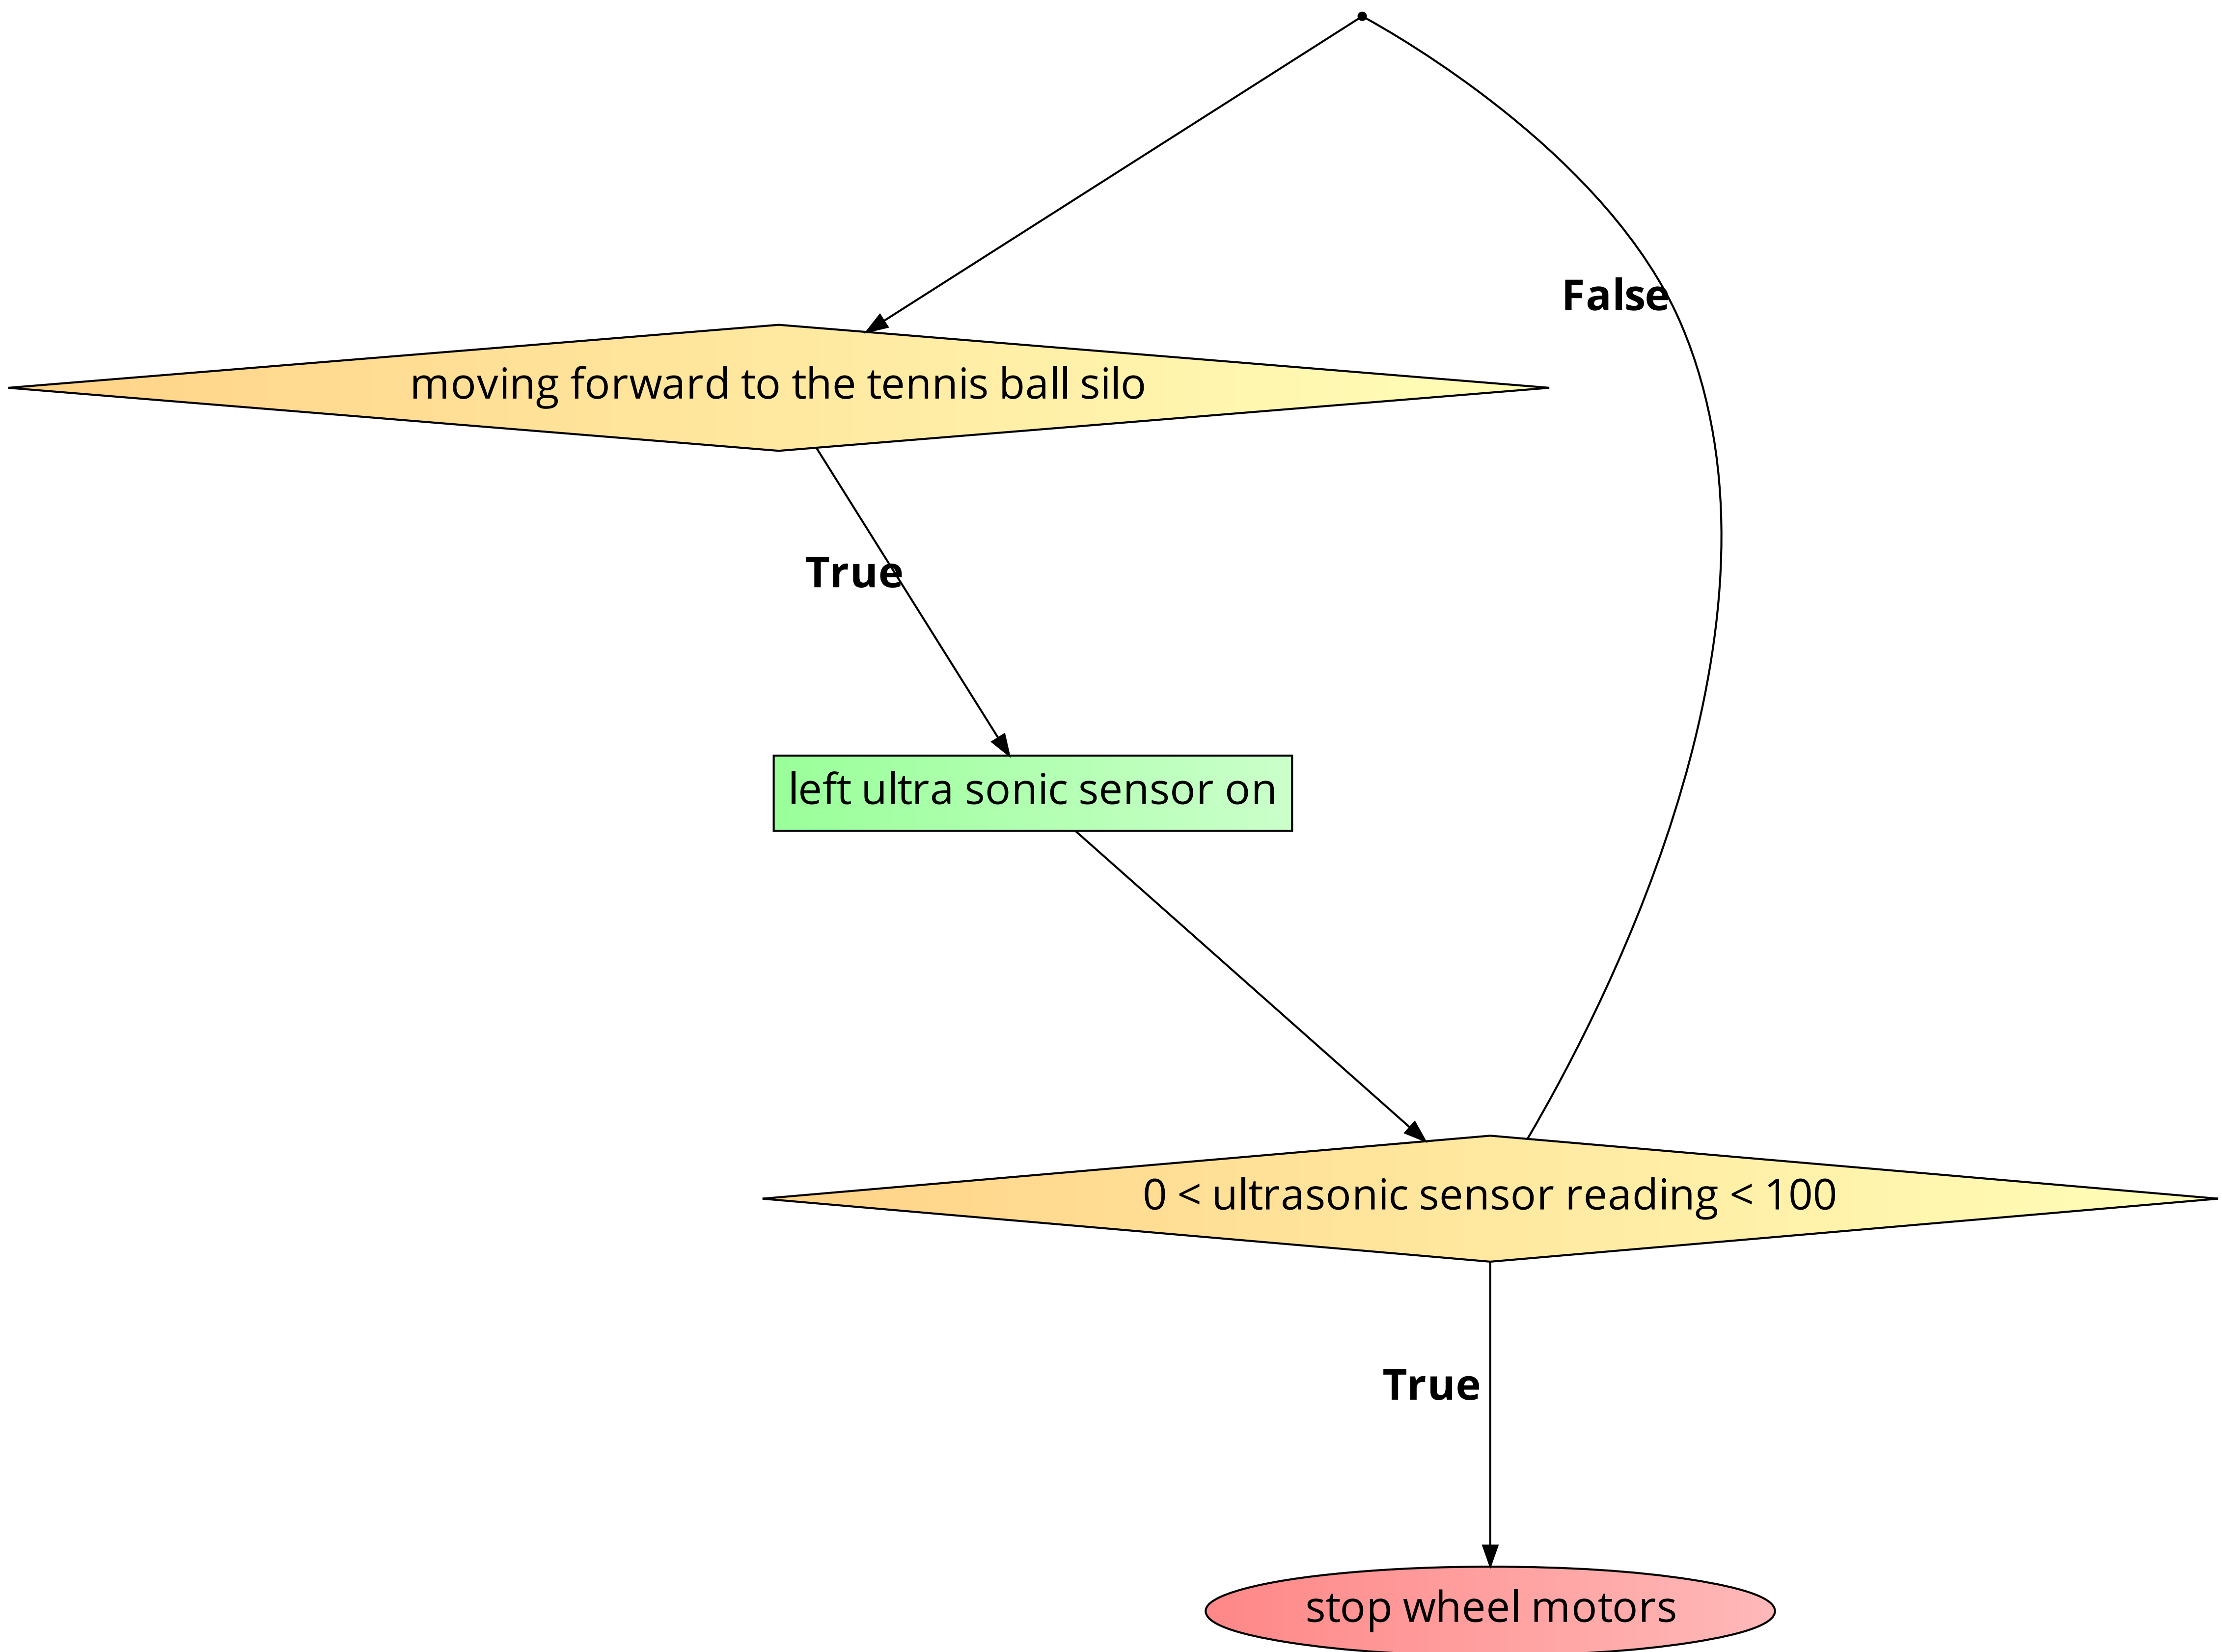 False
moving forward to the tennis ball silo
True
left ultra sonic sensor on
0 < ultrasonic sensor reading < 100
True
stop wheel motors